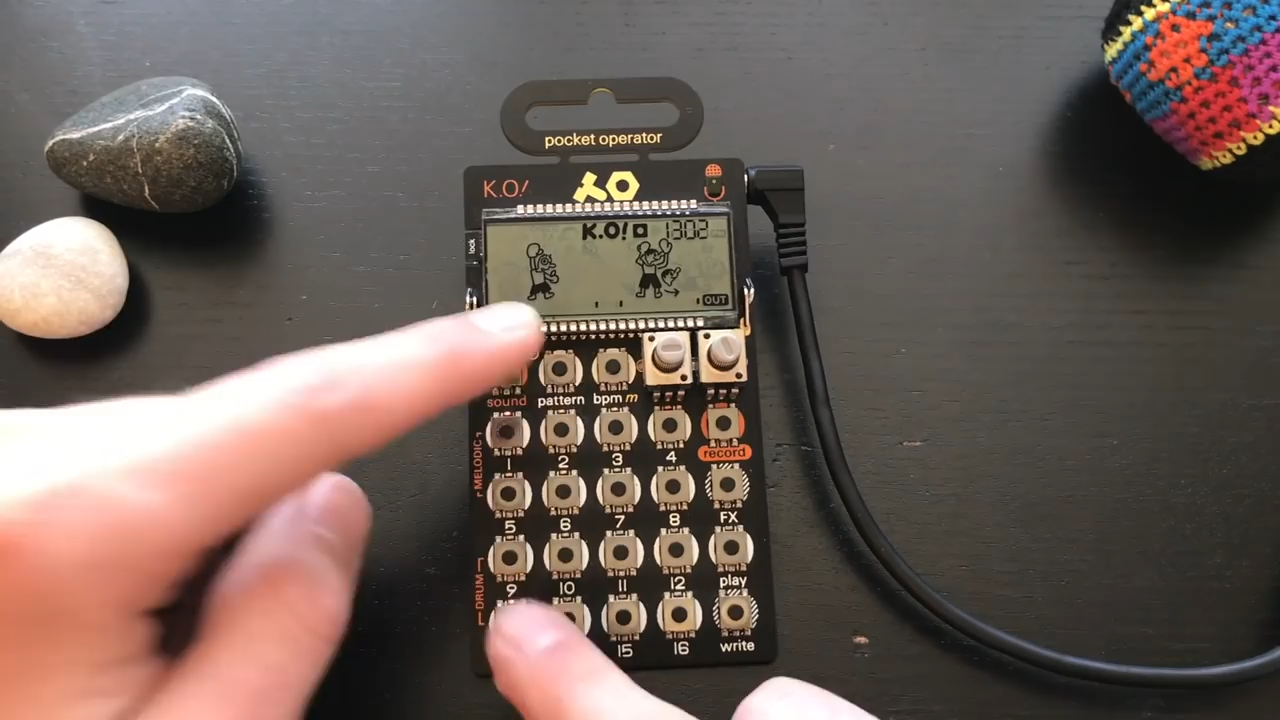 pocket operator
K.O!
lock
K.O! 1302
OUT
sound pattern bpm m
MELODIC
1 2 3 4 record
5 6 7 8 FX
DRUM
9 10 11 12 play
15 16 write